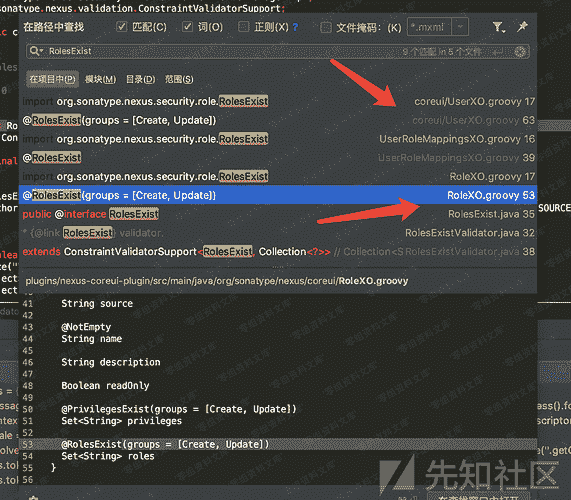 type.nexus.validation.ConstraintValidatorSupport;
在路径中查找 匹配(C) 词(O) 正则(X) ? 文件掩码: (K) *.mxml
RolesExist 9 个匹配 in 5 个文件
在项目中(P) 模块(M) 目录(D) 范围(S)
import org.sonatype.nexus.security.role.RolesExist coreui/UserXO.groovy 17
@RolesExist(groups = [Create, Update]) coreui/UserXO.groovy 63
import org.sonatype.nexus.security.role.RolesExist UserRoleMappingsXO.groovy 16
@RolesExist UserRoleMappingsXO.groovy 39
import org.sonatype.nexus.security.role.RolesExist RoleXO.groovy 17
@RolesExist(groups = [Create, Update]) RoleXO.groovy 53
public @interface RolesExist RolesExist.java 35
* {@link RolesExist} validator. RolesExistValidator.java 32
extends ConstraintValidatorSupport<RolesExist, Collection<?>> // Collection<S RolesExistValidator.java 38
plugins/nexus-coreui-plugin/src/main/java/org/sonatype/nexus/coreui/RoleXO.groovy
41 String source
42
43 @NotEmpty
44 String name
45
46 String description
47
48 Boolean readOnly
49
50 @PrivilegesExist(groups = [Create, Update])
51 Set<String> privileges
52
53 @RolesExist(groups = [Create, Update])
54 Set<String> roles
55 }
56
先知社区